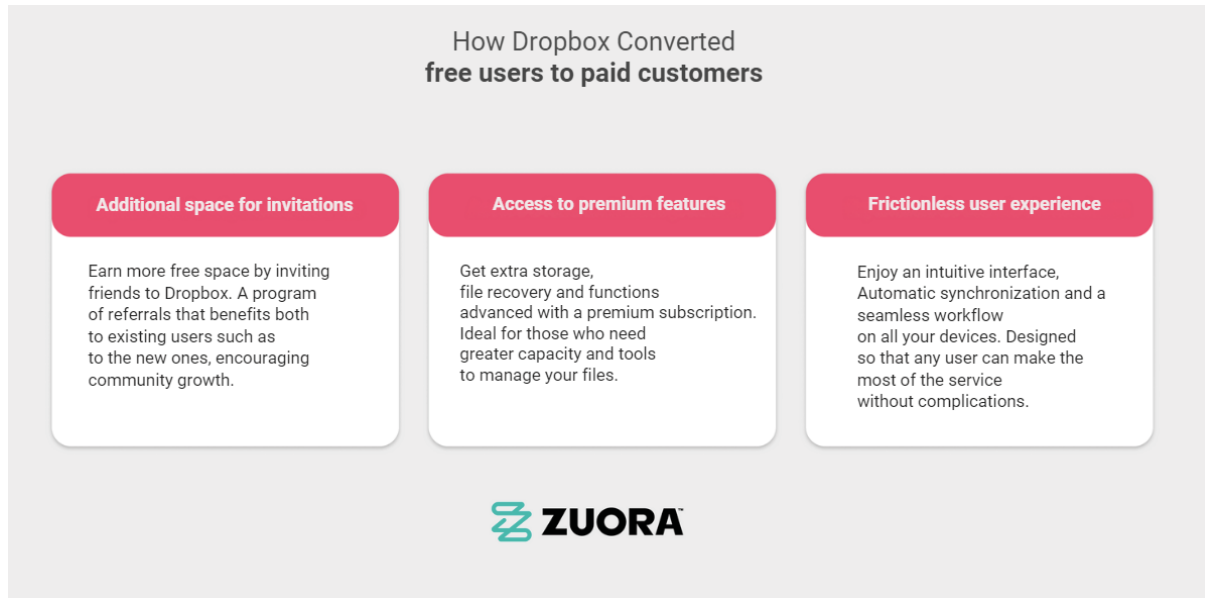 How Dropbox Converted
free users to paid customers
Additional space for invitations
Earn more free space by inviting
friends to Dropbox. A program
of referrals that benefits both
to existing users such as
to the new ones, encouraging
community growth.
Access to premium features
Get extra storage,
file recovery and functions
advanced with a premium subscription.
Ideal for those who need
greater capacity and tools
to manage your files.
Frictionless user experience
Enjoy an intuitive interface,
Automatic synchronization and a
seamless workflow
on all your devices. Designed
so that any user can make the
most of the service
without complications.
ZUORA™